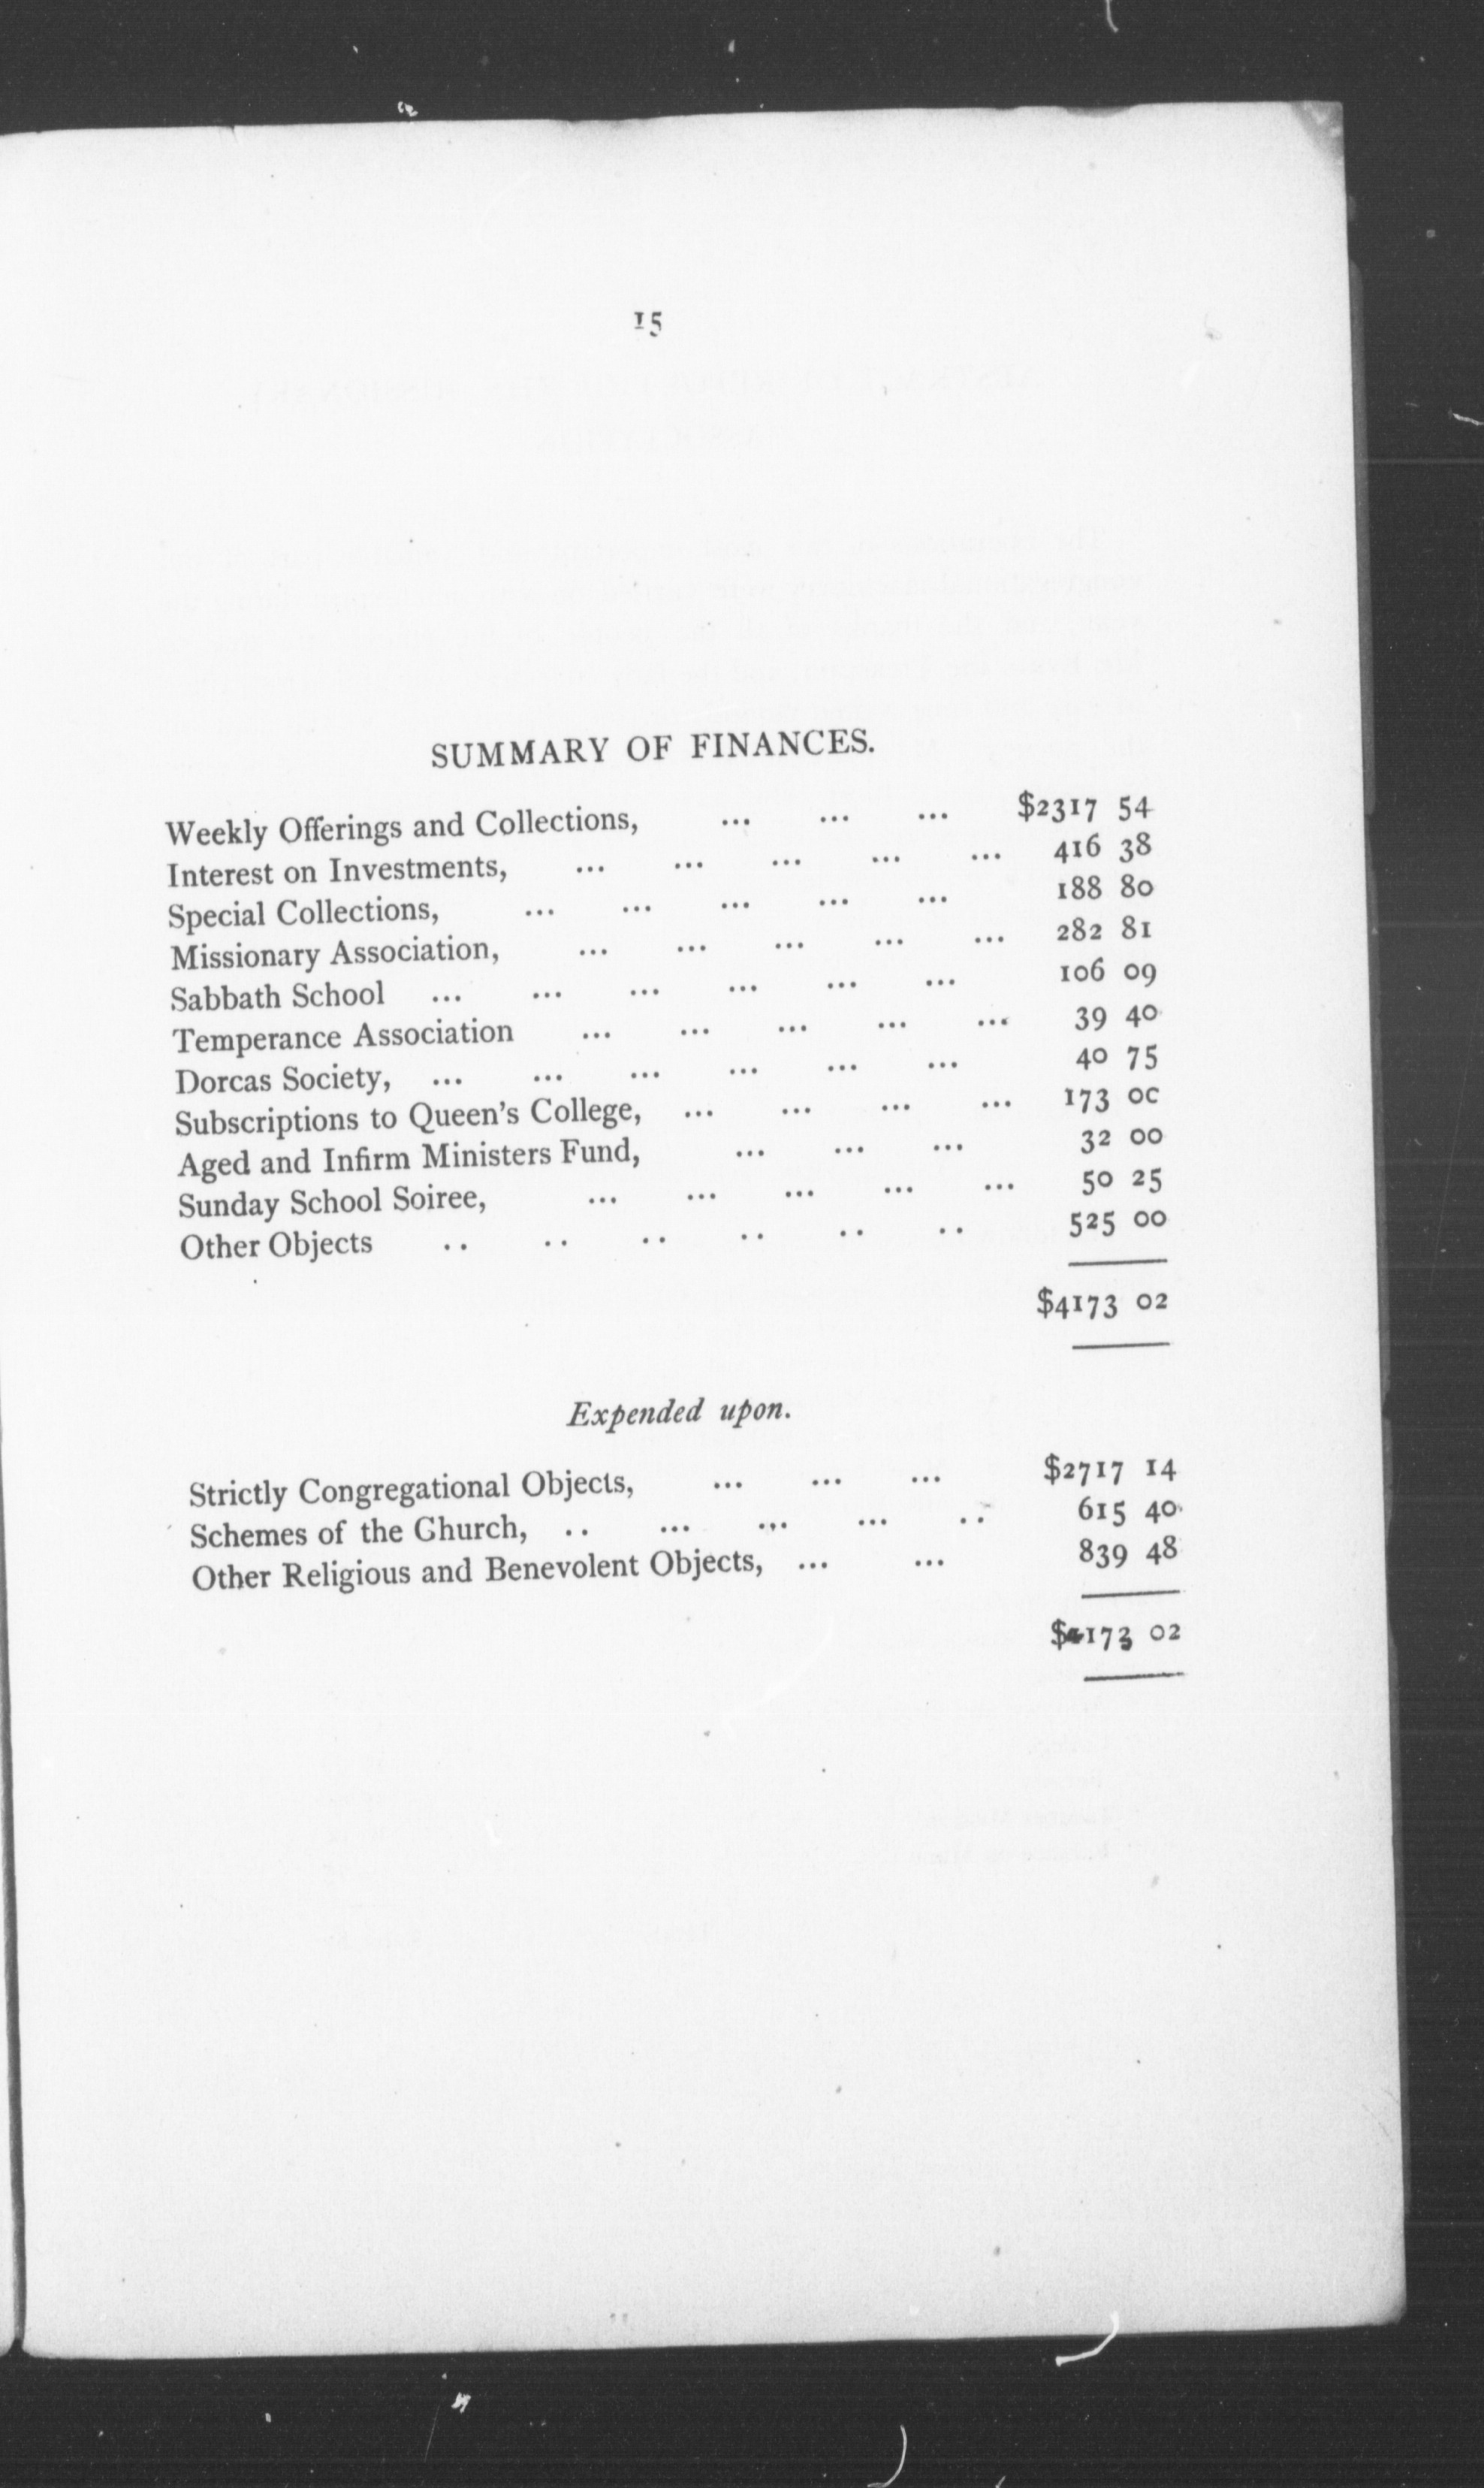 15
SUMMARY OF FINANCES.
Weekly Offerings and Collections, ... ... ... $2317 54
Interest on Investments, ... ... ... ... ... 416 38
Special Collections, ... ... ... ... ... 188 80
Missionary Association, ... ... ... ... ... 282 81
Sabbath School ... ... ... ... ... ... 106 09
Temperance Association ... ... ... ... ... 39 40
Dorcas Society, ... ... ... ... ... ... 40 75
Subscriptions to Queen's College, ... ... ... ... 173 0c
Aged and Infirm Ministers Fund, ... ... ... 32 00
Sunday School Soiree, ... ... ... ... ... 50 25
Other Objects .. .. .. .. .. .. 525 00
$4173 02
Expended upon.
Strictly Congregational Objects, ... ... ... $2717 14
Schemes of the Ghurch, .. ... ... ... .. 615 40
Other Religious and Benevolent Objects, ... ... 839 48
$4172 02